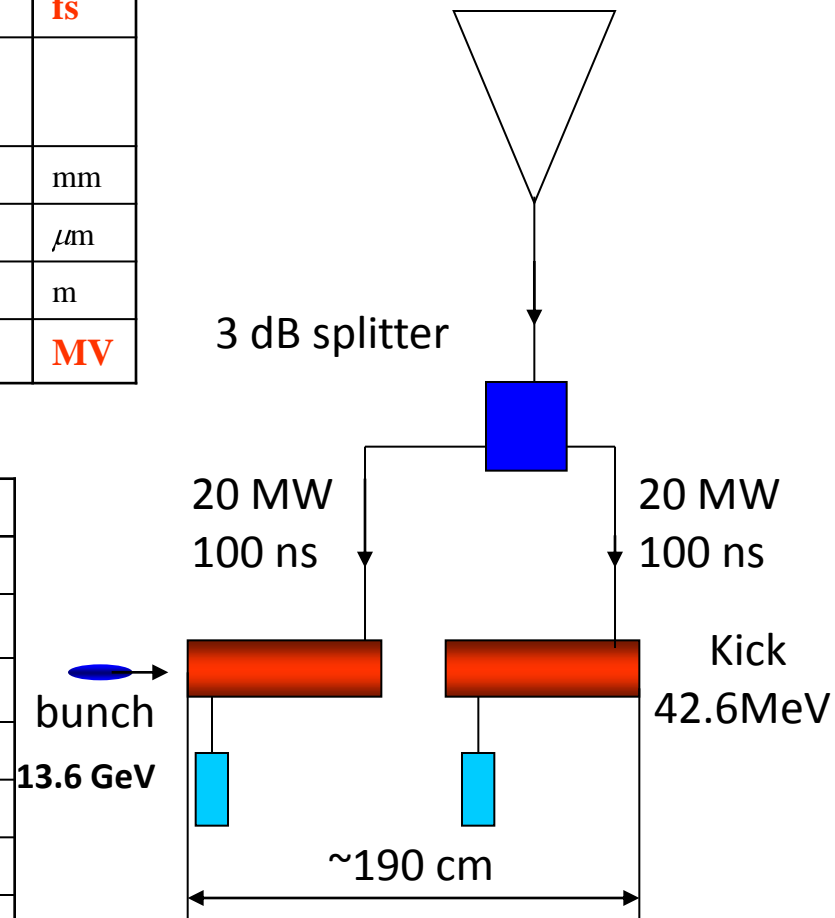 fs
mm
μm
m
MV
3 dB splitter
20 MW
100 ns
20 MW
100 ns
Kick
42.6MeV
bunch
13.6 GeV
~190 cm